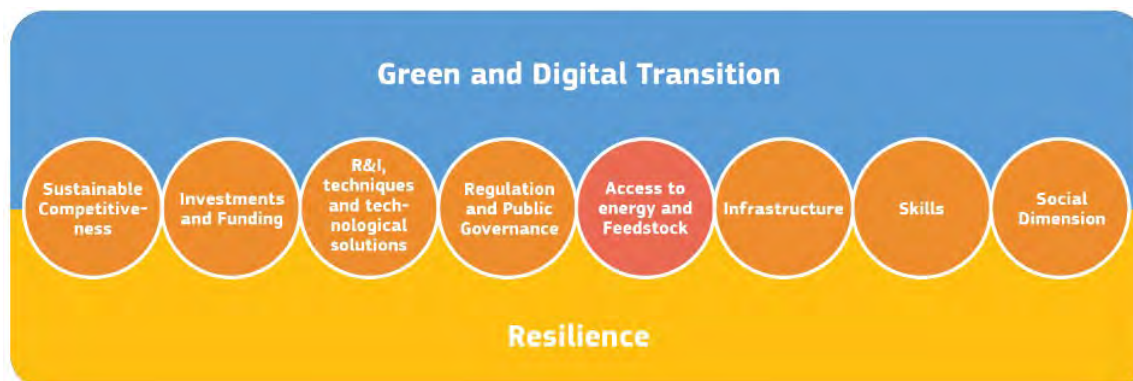 Green and Digital Transition
Sustainable
Competitive-
ness
Investments
and Funding
R&I,
techniques
and tech-
nological
solutions
Regulation
and Public
Governance
Access to
energy and
Feedstock
Infrastructure
Skills
Social
Dimension
Resilience